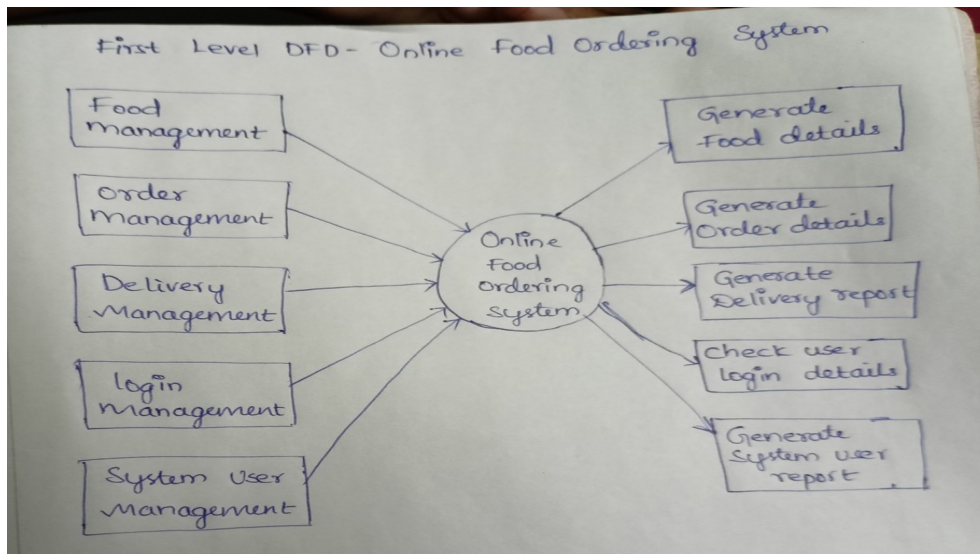 First Level DFD - Online Food Ordering System
Food
management
Order
management
Delivery
Management
login
management
System User
Management
Online
Food
ordering
system
Generate
Food details
Generate
Order details
Generate
Delivery report
check user
login details
Generate
System user
report